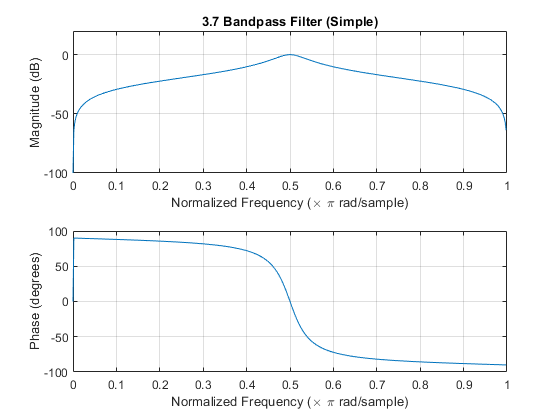 3.7 Bandpass Filter (Simple)
0
-50
-100
Magnitude (dB)
0 0.1 0.2 0.3 0.4 0.5 0.6 0.7 0.8 0.9 1
Normalized Frequency (× π rad/sample)
100
50
0
-50
-100
Phase (degrees)
0 0.1 0.2 0.3 0.4 0.5 0.6 0.7 0.8 0.9 1
Normalized Frequency (× π rad/sample)